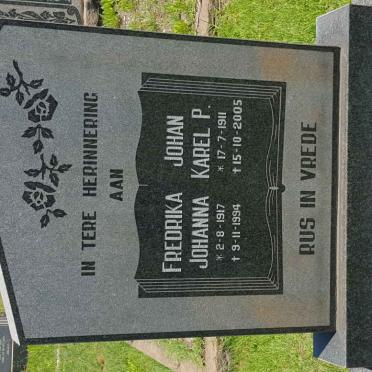 IN TERE HERINNERING
AAN
FREDRIKA
JOHANNA
* 2-8-1917
† 9-11-1994
JOHAN
KAREL P.
* 17-7-1911
† 15-10-2005
RUS IN VREDE